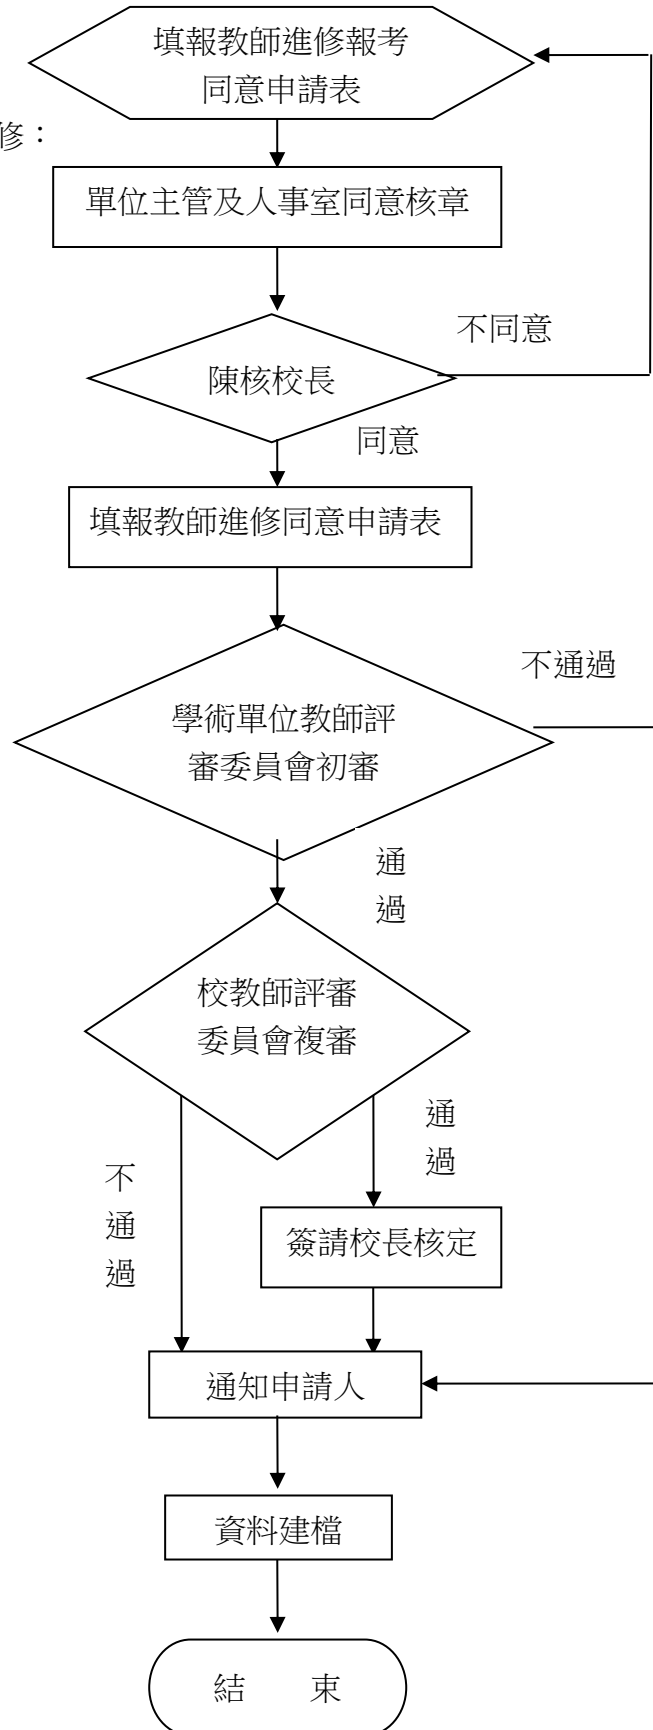 填報教師進修報考
同意申請表
修：
單位主管及人事室同意核章
不同意
陳核校長
同意
填報教師進修同意申請表
不通過
學術單位教師評
審委員會初審
通
過
校教師評審
委員會複審
通
過
不
通
過
簽請校長核定
通知申請人
資料建檔
結　　束